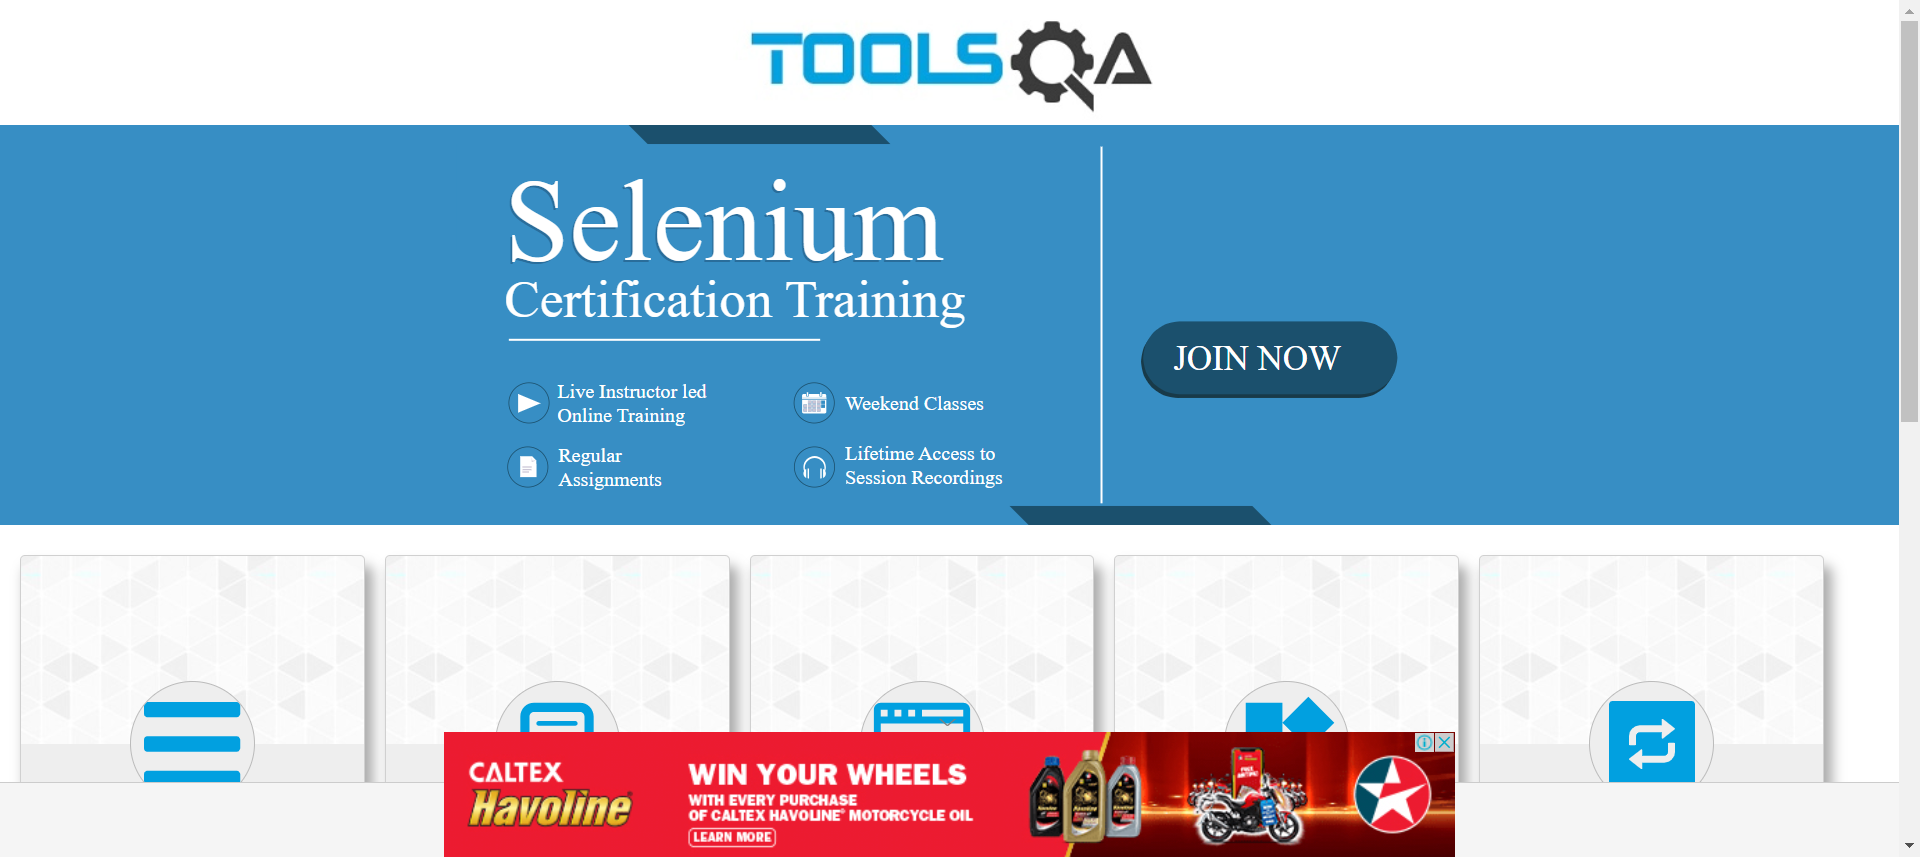 TOOLSQA
Selenium
Certification Training
JOIN NOW
Live Instructor led
Online Training
Weekend Classes
Regular
Assignments
Lifetime Access to
Session Recordings
CALTEX
Havoline
WIN YOUR WHEELS
WITH EVERY PURCHASE
OF CALTEX HAVOLINE® MOTORCYCLE OIL
LEARN MORE